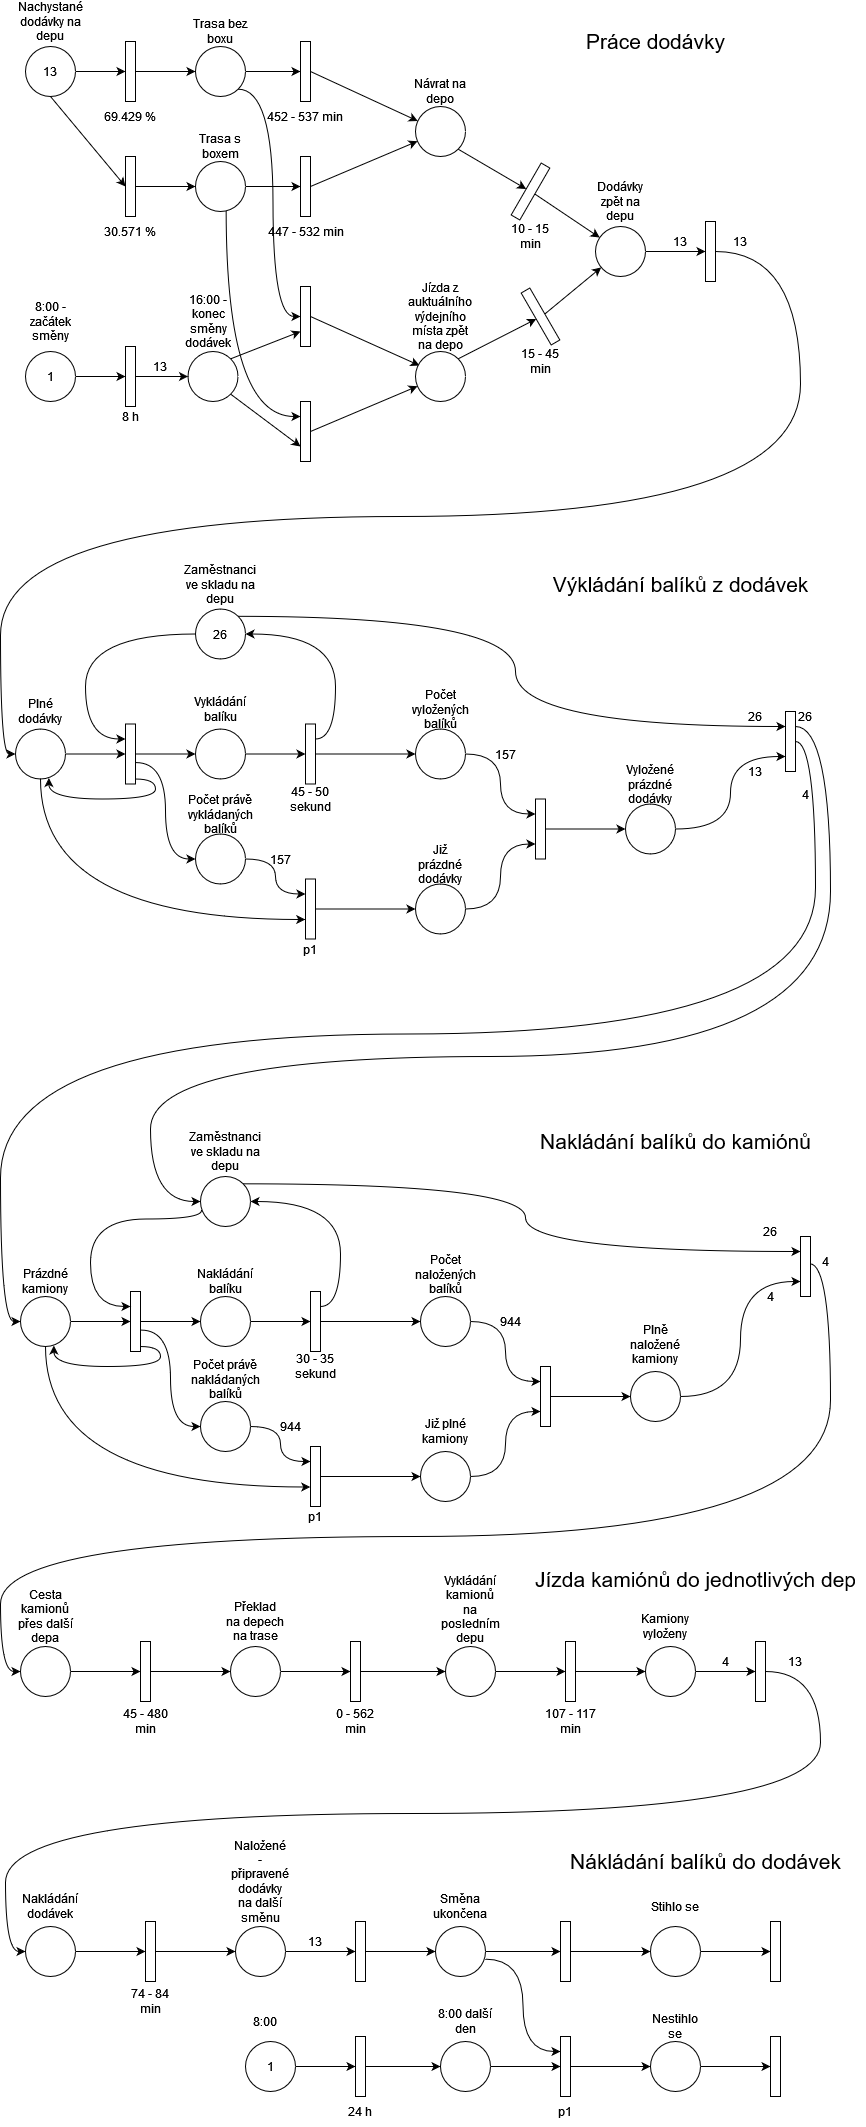 Nachystané
dodávky na
depu
13
69.429 %
30.571 %
Trasa bez
boxu
Trasa s
boxem
452 - 537 min
447 - 532 min
Návrat na
depo
Práce dodávky
10 - 15
min
Dodávky
zpět na
depu
13
13
8:00 -
začátek
směny
1
8 h
13
16:00 -
konec
směny
dodávek
Jízda z
auktuálního
výdejního
místa zpět
na depo
15 - 45
min
Výkládání balíků z dodávek
Zaměstnanci
ve skladu na
depu
26
Plné
dodávky
Vykládání
balíku
45 - 50
sekund
Počet
vyložených
balíků
157
Počet právě
vykládaných
balíků
157
p1
Již
prázdné
dodávky
Vyložené
prázdné
dodávky
26
26
13
4
Nakládání balíků do kamiónů
Zaměstnanci
ve skladu na
depu
Prázdné
kamiony
Nakládání
balíku
30 - 35
sekund
Počet
naložených
balíků
944
Počet právě
nakládaných
balíků
944
p1
Již plné
kamiony
Plně
naložené
kamiony
26
4
4
Jízda kamiónů do jednotlivých dep
Cesta
kamionů
přes další
depa
45 - 480
min
Překlad
na depech
na trase
0 - 562
min
Vykládání
kamionů
na
posledním
depu
107 - 117
min
Kamiony
vyloženy
4
13
Nákládání balíků do dodávek
Nakládání
dodávek
74 - 84
min
Naložené
-
připravené
dodávky
na další
směnu
13
Směna
ukončena
Stihlo se
8:00
1
24 h
8:00 další
den
p1
Nestihlo
se